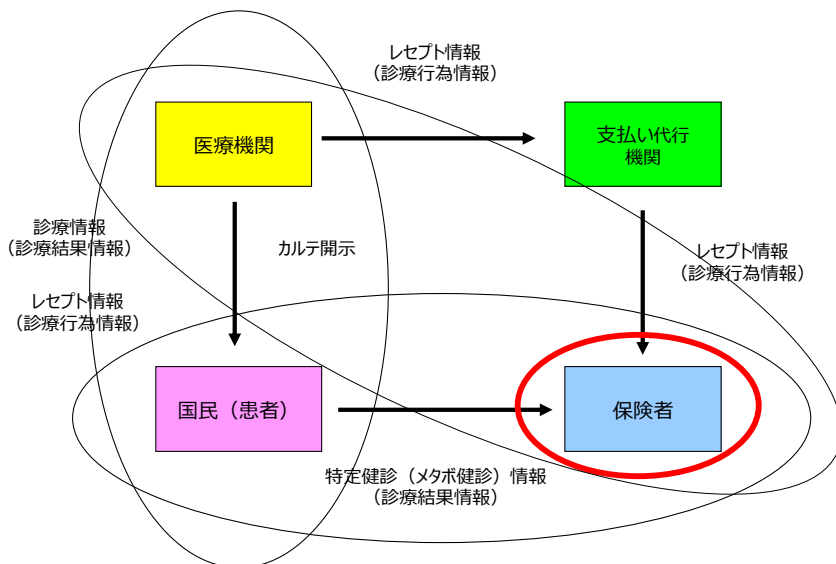 レセプト情報
（診療行為情報）
医療機関
支払い代行
機関
診療情報
（診療結果情報）
カルテ開示
レセプト情報
（診療行為情報）
レセプト情報
（診療行為情報）
国民（患者）
保険者
特定健診（メタボ健診）情報
（診療結果情報）